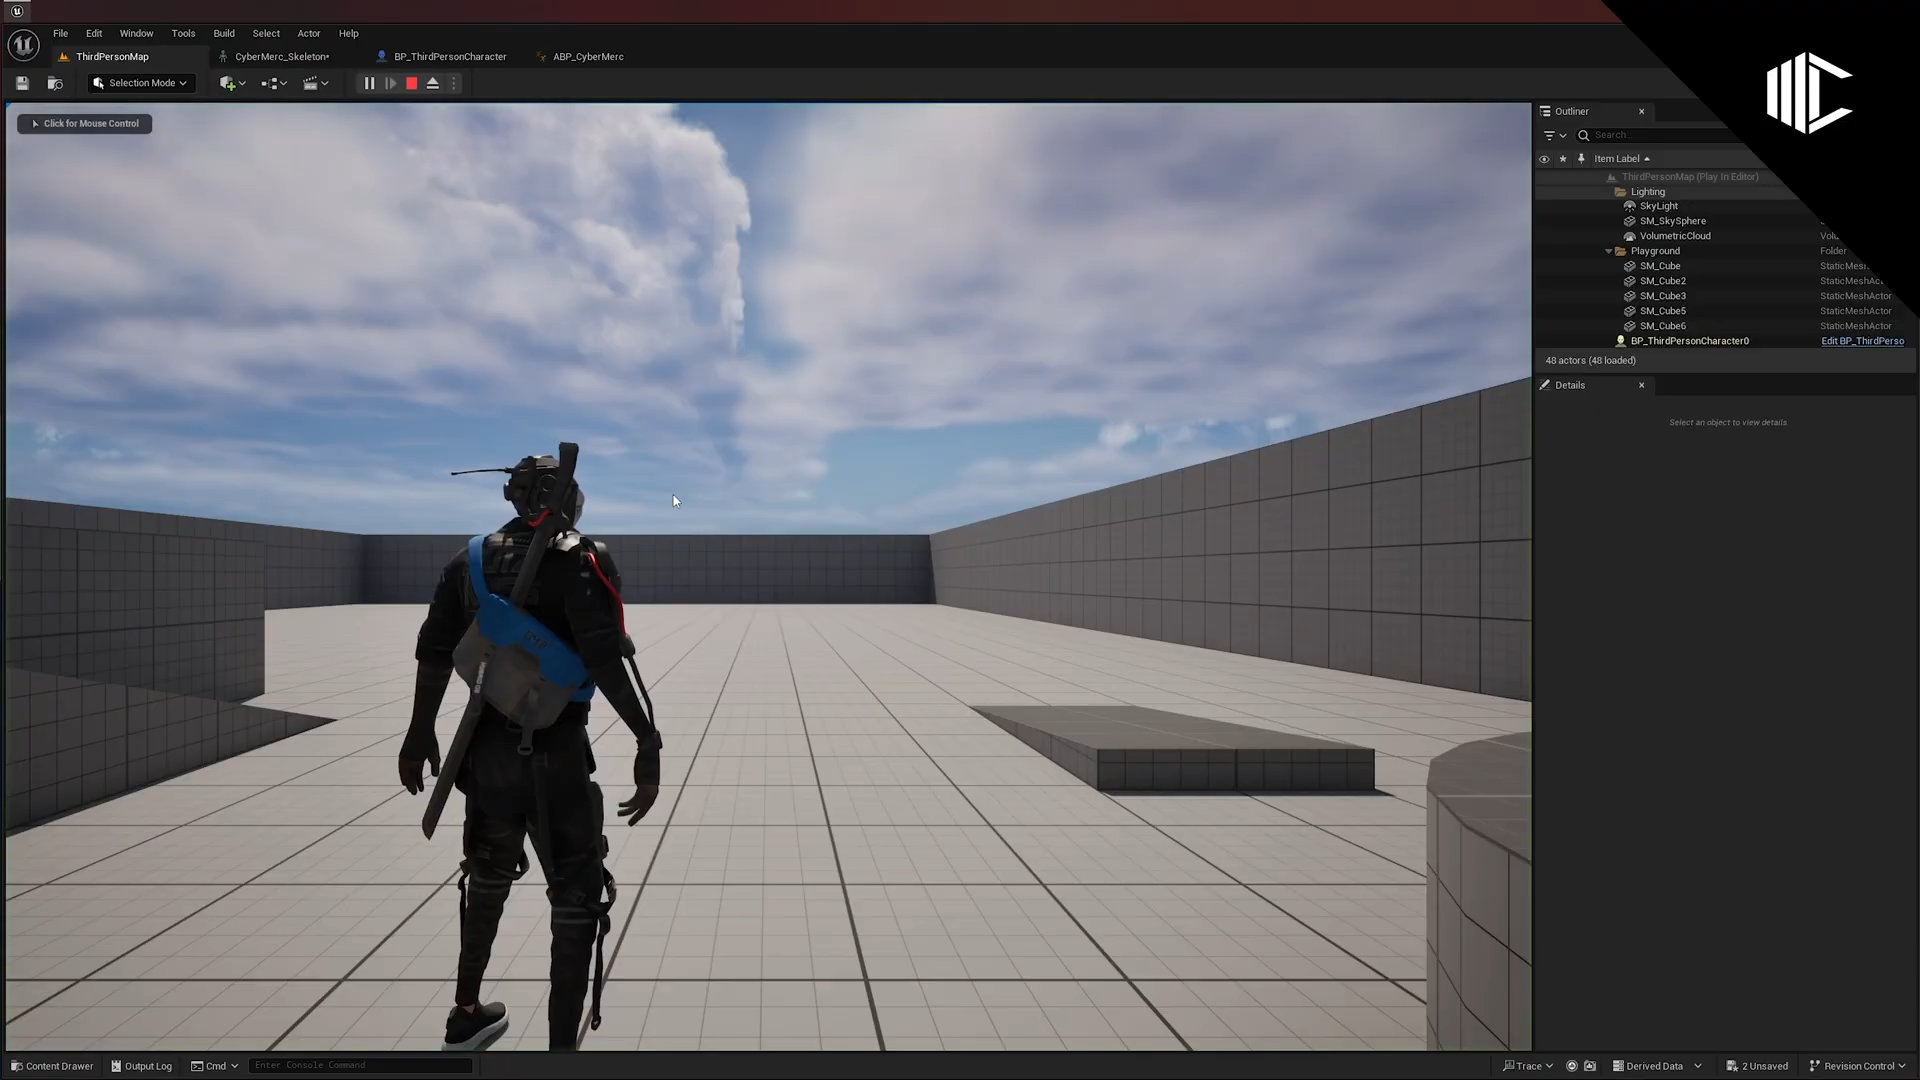 File Edit Window Tools Build Select Actor Help
ThirdPersonMap CyberMerc_Skeleton* BP_ThirdPersonCharacter ABP_CyberMerc
Selection Mode
Click for Mouse Control
Outliner
Search...
Item Label
ThirdPersonMap (Play In Editor)
Lighting
SkyLight
SM_SkySphere
VolumetricCloud
Playground Folder
SM_Cube
SM_Cube2
SM_Cube3 StaticMeshActor
SM_Cube5 StaticMeshActor
SM_Cube6 StaticMeshActor
BP_ThirdPersonCharacter0 Edit BP_ThirdPerso
48 actors (48 loaded)
Details
Select an object to view details
Content Drawer Output Log Cmd Enter Console Command Trace Derived Data 2 Unsaved Revision Control